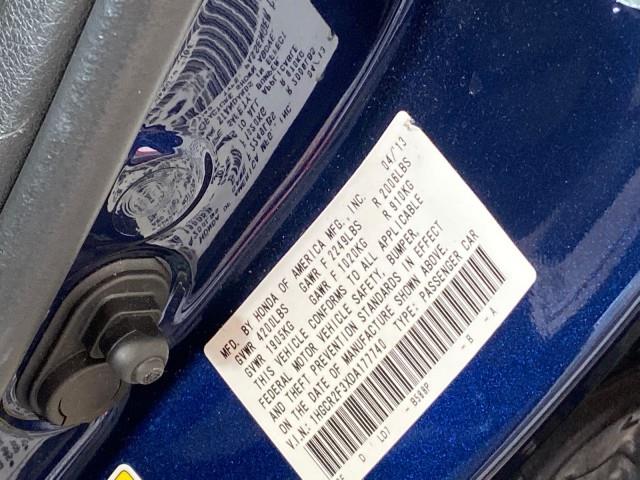 MFD. BY HONDA OF AMERICA MFG., INC. 04/13
GVWR 4200LBS GAWR F 2249LBS R 2006LBS
GVWR 1905KG GAWR F 1020KG R 910KG
THIS VEHICLE CONFORMS TO ALL APPLICABLE
FEDERAL MOTOR VEHICLE SAFETY, BUMPER,
AND THEFT PREVENTION STANDARDS IN EFFECT
ON THE DATE OF MANUFACTURE SHOWN ABOVE.
V.I.N.: 1HGCR2F3XDA177740 TYPE: PASSENGER CAR
B588P - B - A